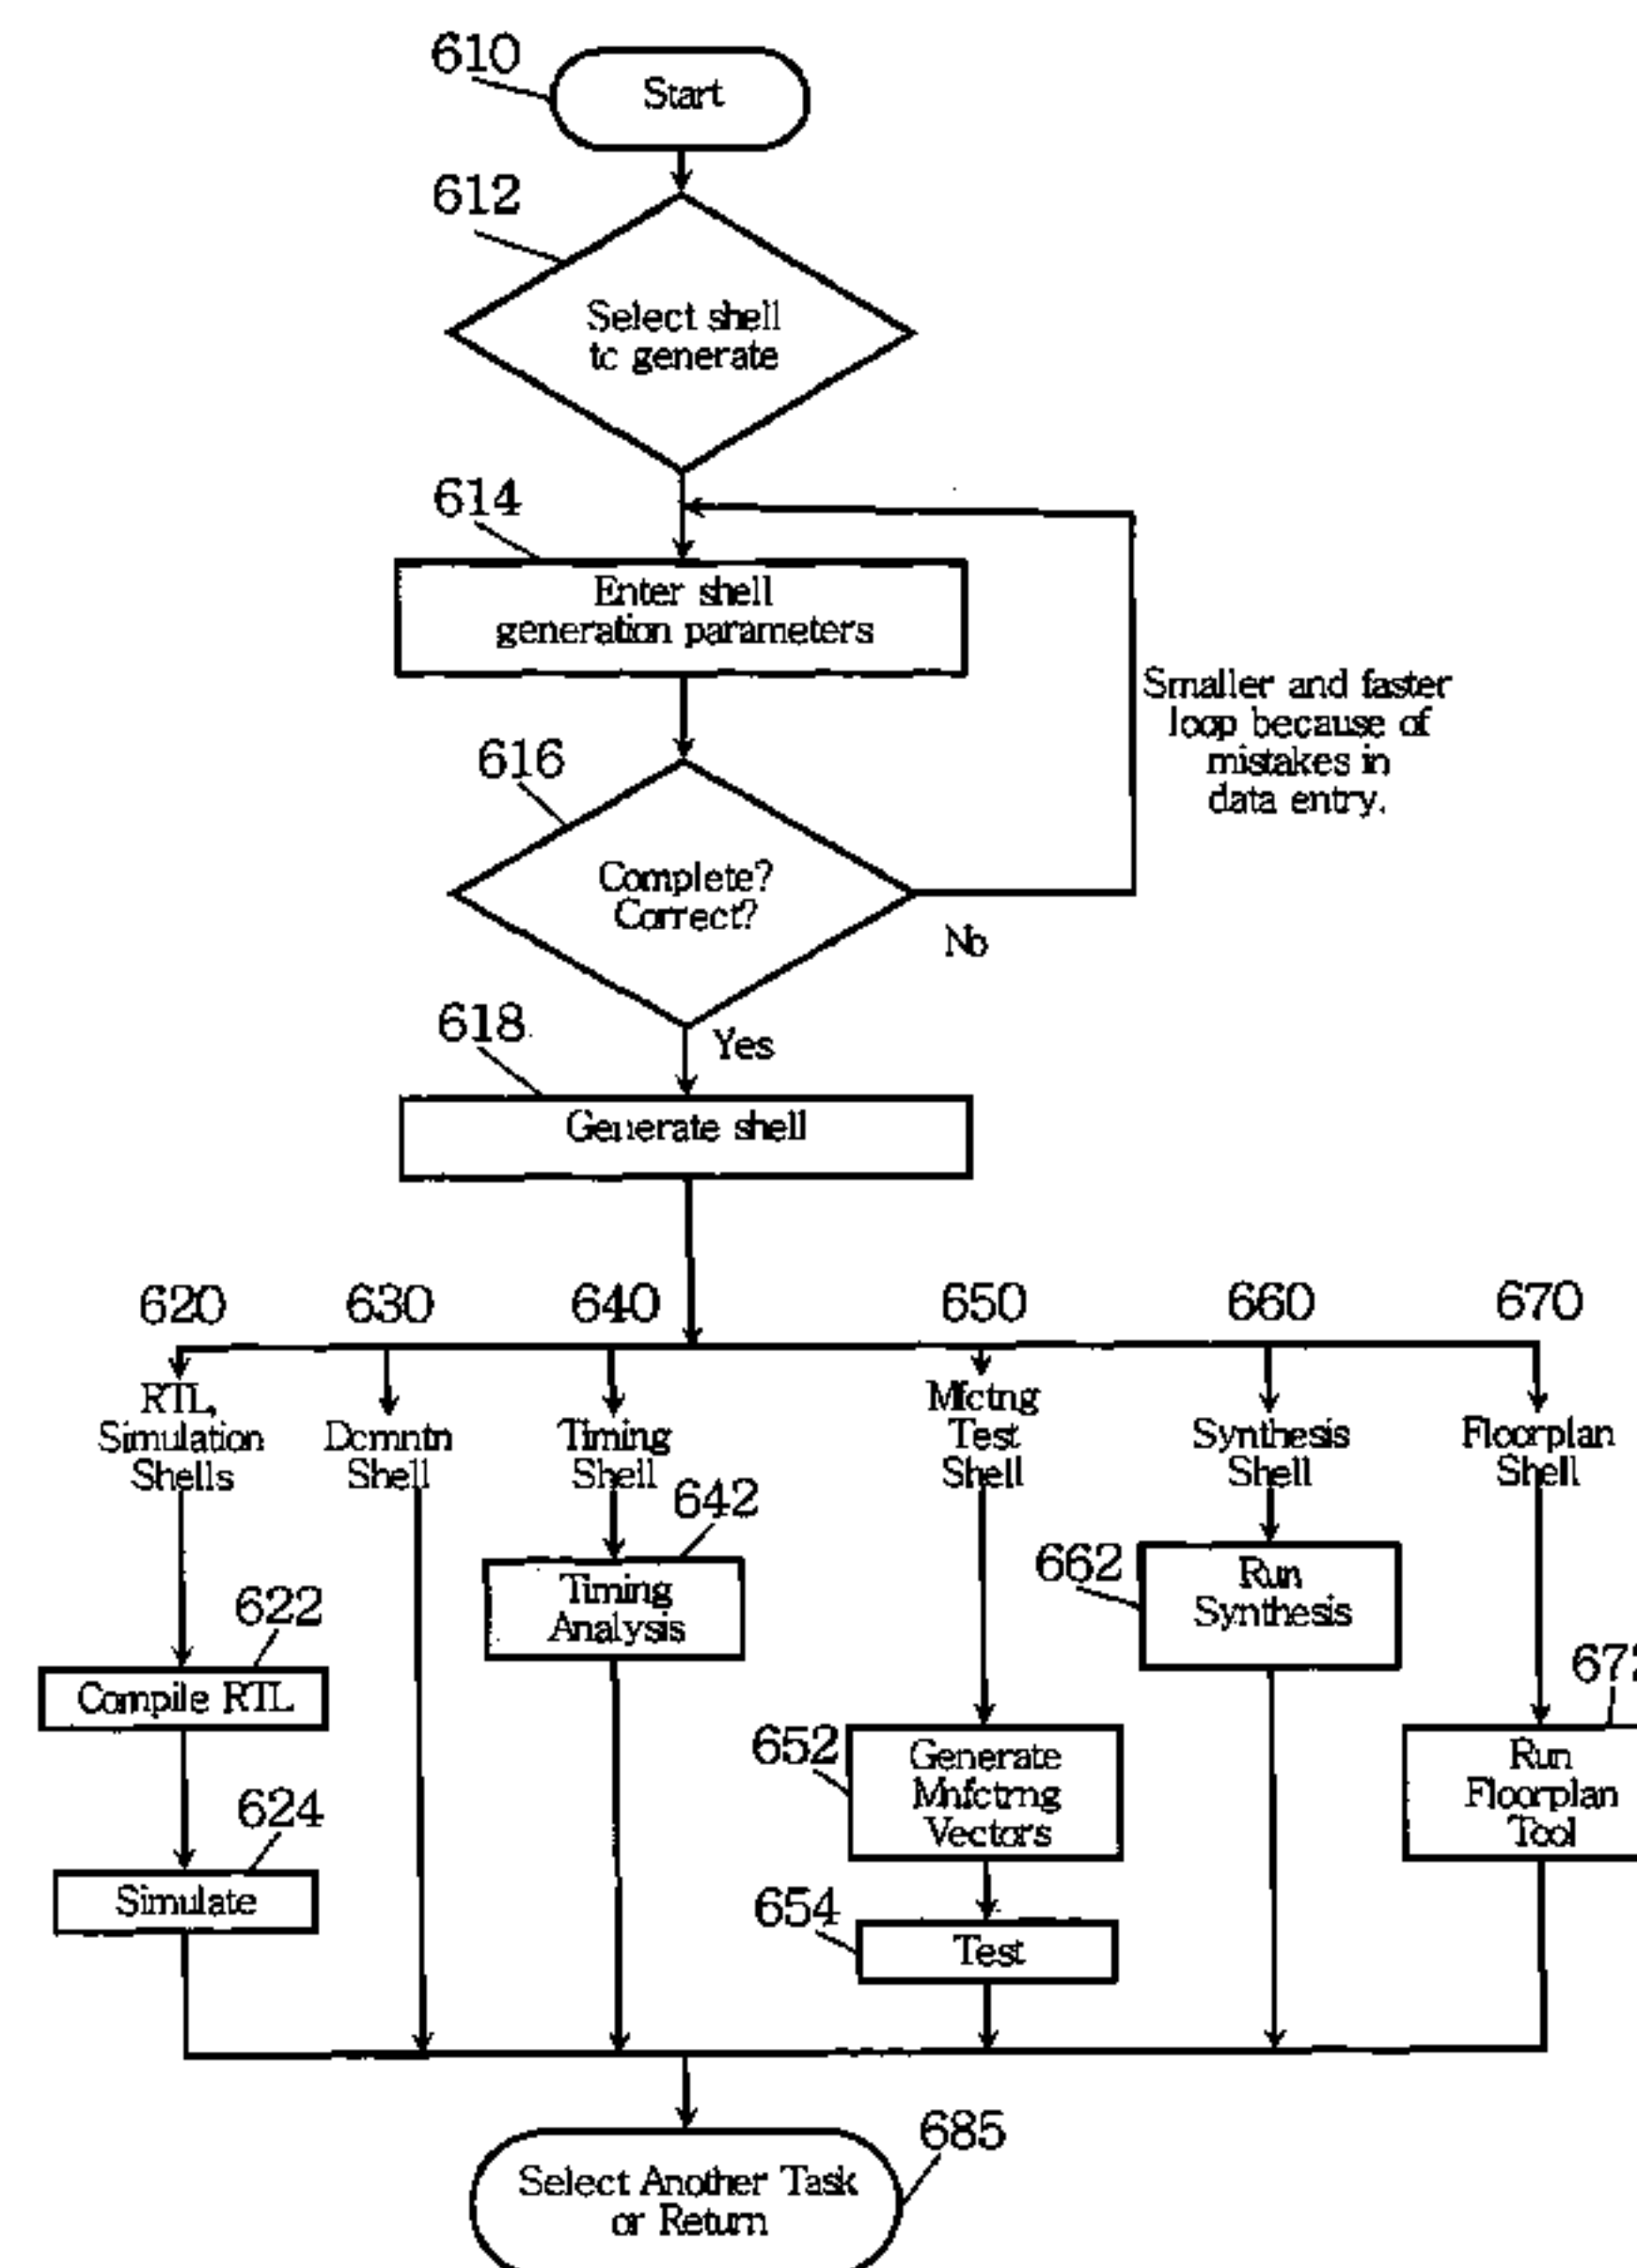 610
Start
612
Select shell
to generate
614
Enter shell
generation parameters
Smaller and faster
loop because of
mistakes in
data entry.
616
Complete?
Correct?
No
618
Yes
Generate shell
620 630 640 650 660 670
RTL,
Simulation
Shells
Dcmntn
Shell
Timing
Shell
Mfctng
Test
Shell
Synthesis
Shell
Floorplan
Shell
642
Timing
Analysis
662
Run
Synthesis
622
Compile RTL
652
Generate
Mnfctrng
Vectors
672
Run
Floorplan
Tool
624
Simulate
654
Test
685
Select Another Task
or Return